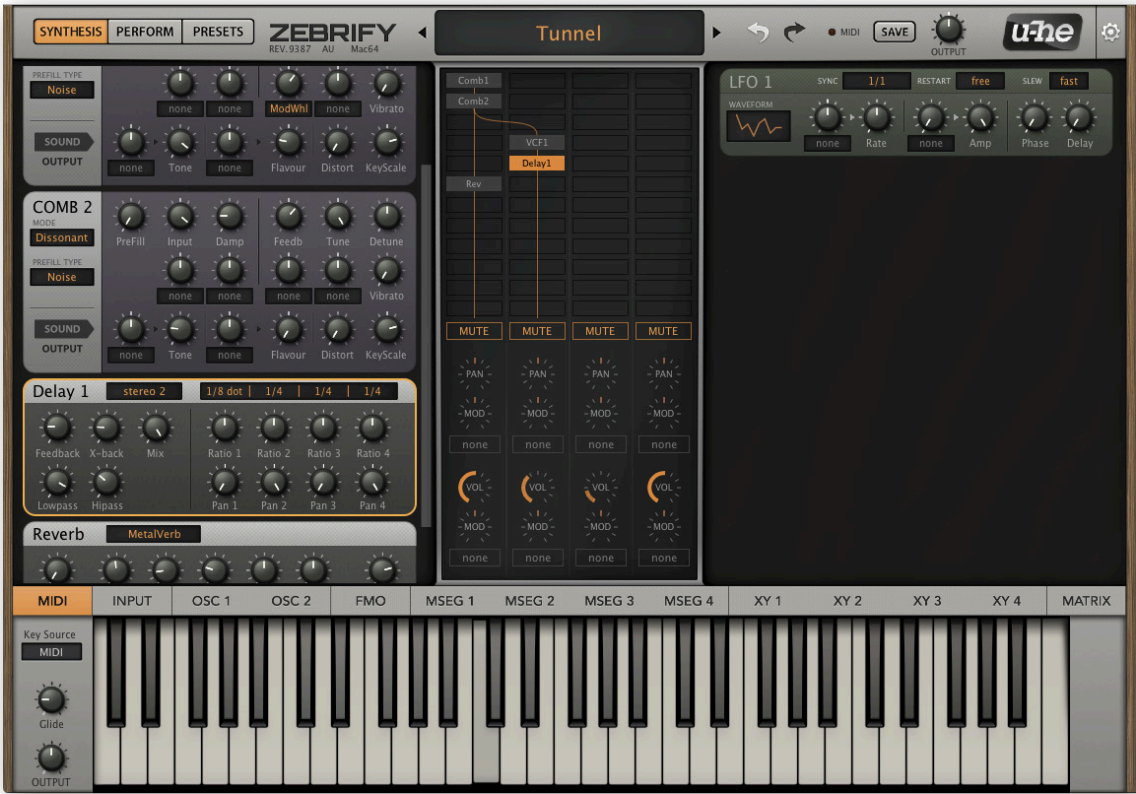 SYNTHESIS PERFORM PRESETS
ZEBRIFY
REV.9387 AU Mac64
Tunnel
MIDI
SAVE
OUTPUT
u-he
PREFILL TYPE
Noise
none none ModWhl none Vibrato
SOUND
OUTPUT
none Tone none Flavour Distort KeyScale
COMB 2
MODE
Dissonant
PREFILL TYPE
Noise
PreFill Input Damp Feedb Tune Detune
none none none none Vibrato
SOUND
OUTPUT
none Tone none Flavour Distort KeyScale
Delay 1 stereo 2 1/8 dot | 1/4 | 1/4 | 1/4
Feedback X-back Mix Ratio 1 Ratio 2 Ratio 3 Ratio 4
Lowpass Hipass Pan 1 Pan 2 Pan 3 Pan 4
Reverb MetalVerb
Comb1
Comb2
VCF1
Delay1
Rev
MUTE MUTE MUTE MUTE
PAN PAN PAN PAN
MOD MOD MOD MOD
none none none none
VOL VOL VOL VOL
MOD MOD MOD MOD
none none none none
LFO 1 SYNC 1/1 RESTART free SLEW fast
WAVEFORM
none Rate none Amp Phase Delay
MIDI INPUT OSC 1 OSC 2 FMO MSEG 1 MSEG 2 MSEG 3 MSEG 4 XY 1 XY 2 XY 3 XY 4 MATRIX
Key Source
MIDI
Glide
OUTPUT